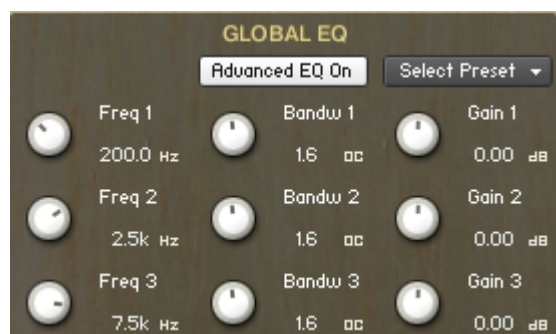 GLOBAL EQ
Advanced EQ On Select Preset
Freq 1 Bandw 1 Gain 1
200.0 Hz 1.6 OC 0.00 dB
Freq 2 Bandw 2 Gain 2
2.5k Hz 1.6 OC 0.00 dB
Freq 3 Bandw 3 Gain 3
7.5k Hz 1.6 OC 0.00 dB